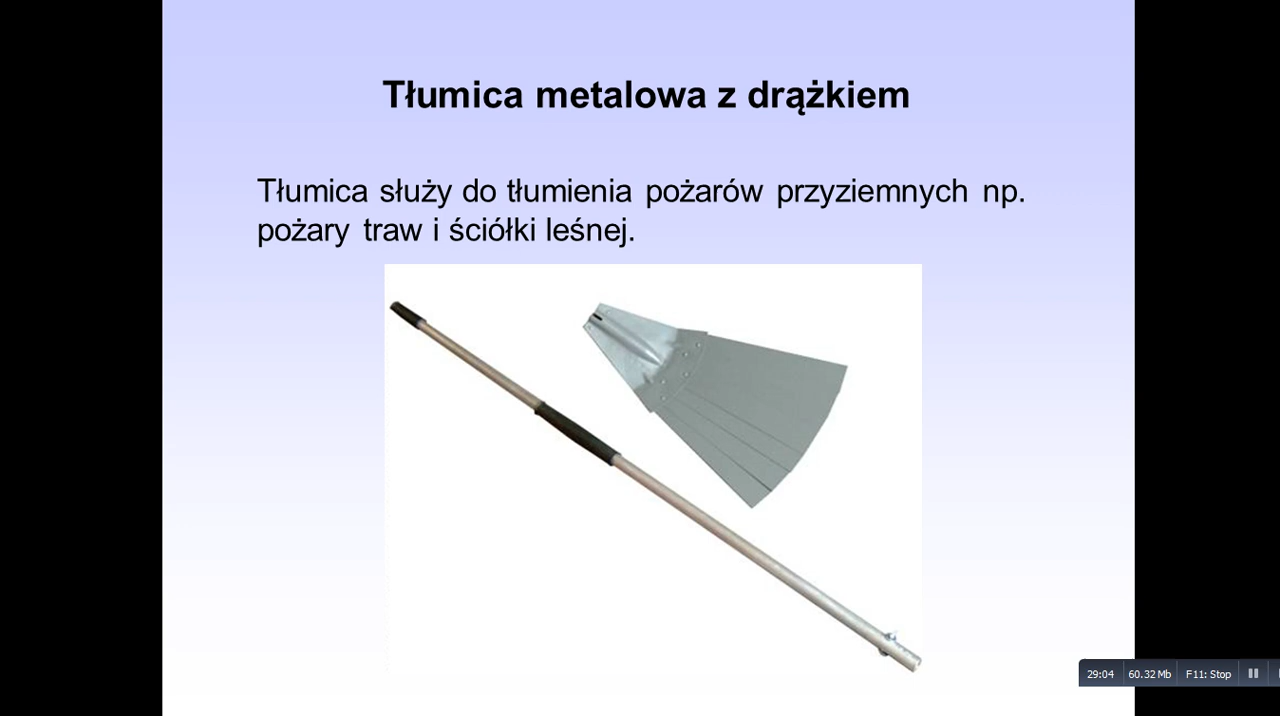 Tłumica metalowa z drążkiem
Tłumica służy do tłumienia pożarów przyziemnych np.
pożary traw i ściółki leśnej.
29:04 60.32 Mb F11: Stop